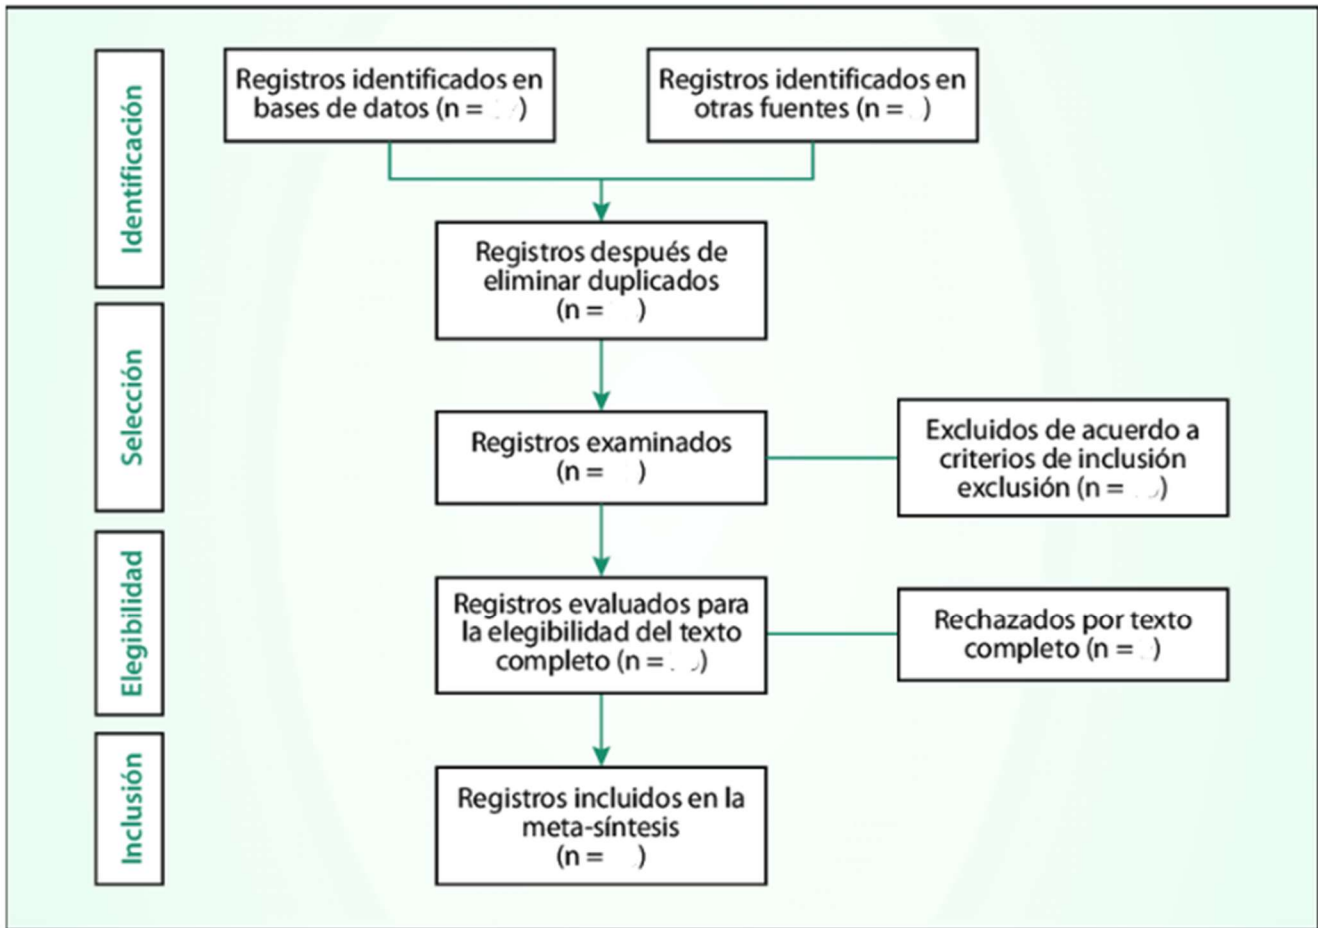 Identificación
Registros identificados en
bases de datos (n =    )
Registros identificados en
otras fuentes (n =    )
Registros después de
eliminar duplicados
(n =    )
Selección
Registros examinados
(n =    )
Excluidos de acuerdo a
criterios de inclusión
exclusión (n =    )
Elegibilidad
Registros evaluados para
la elegibilidad del texto
completo (n =    )
Rechazados por texto
completo (n =    )
Inclusión
Registros incluidos en la
meta-síntesis
(n =    )